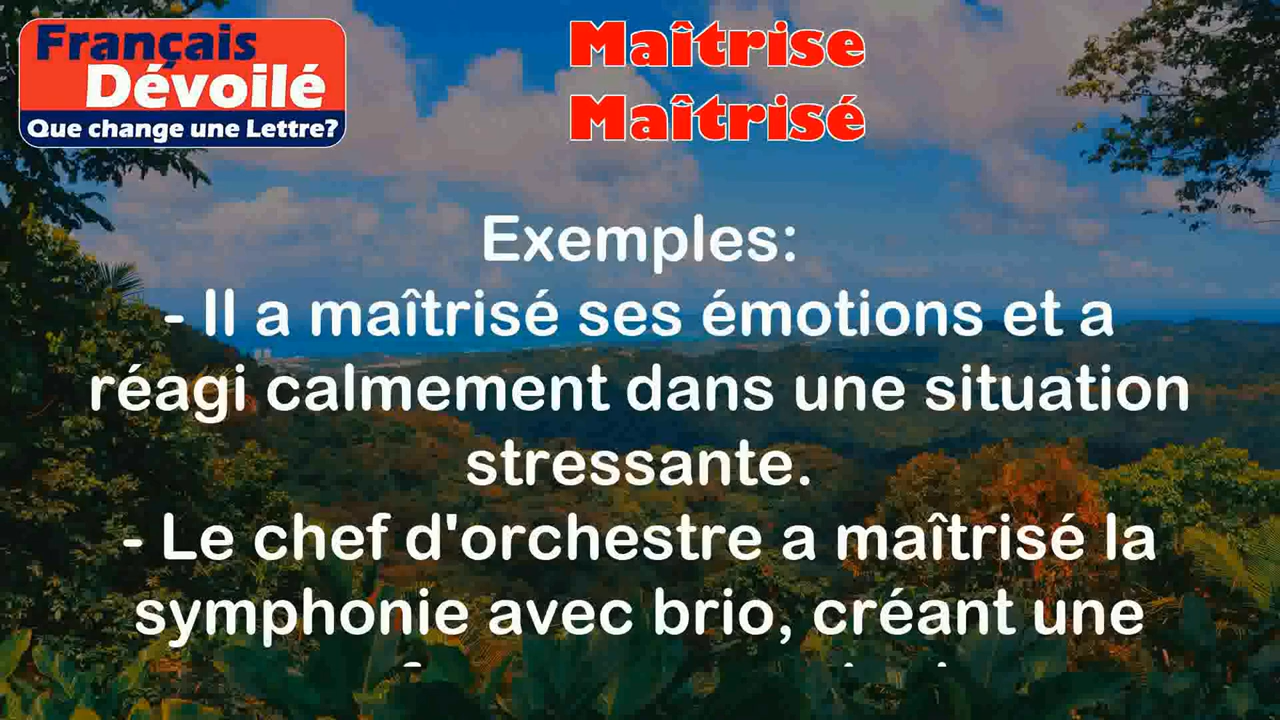 Français
Dévoilé
Que change une Lettre?
Maîtrise
Maîtrisé
Exemples:
- Il a maîtrisé ses émotions et a
réagi calmement dans une situation
stressante.
- Le chef d'orchestre a maîtrisé la
symphonie avec brio, créant une